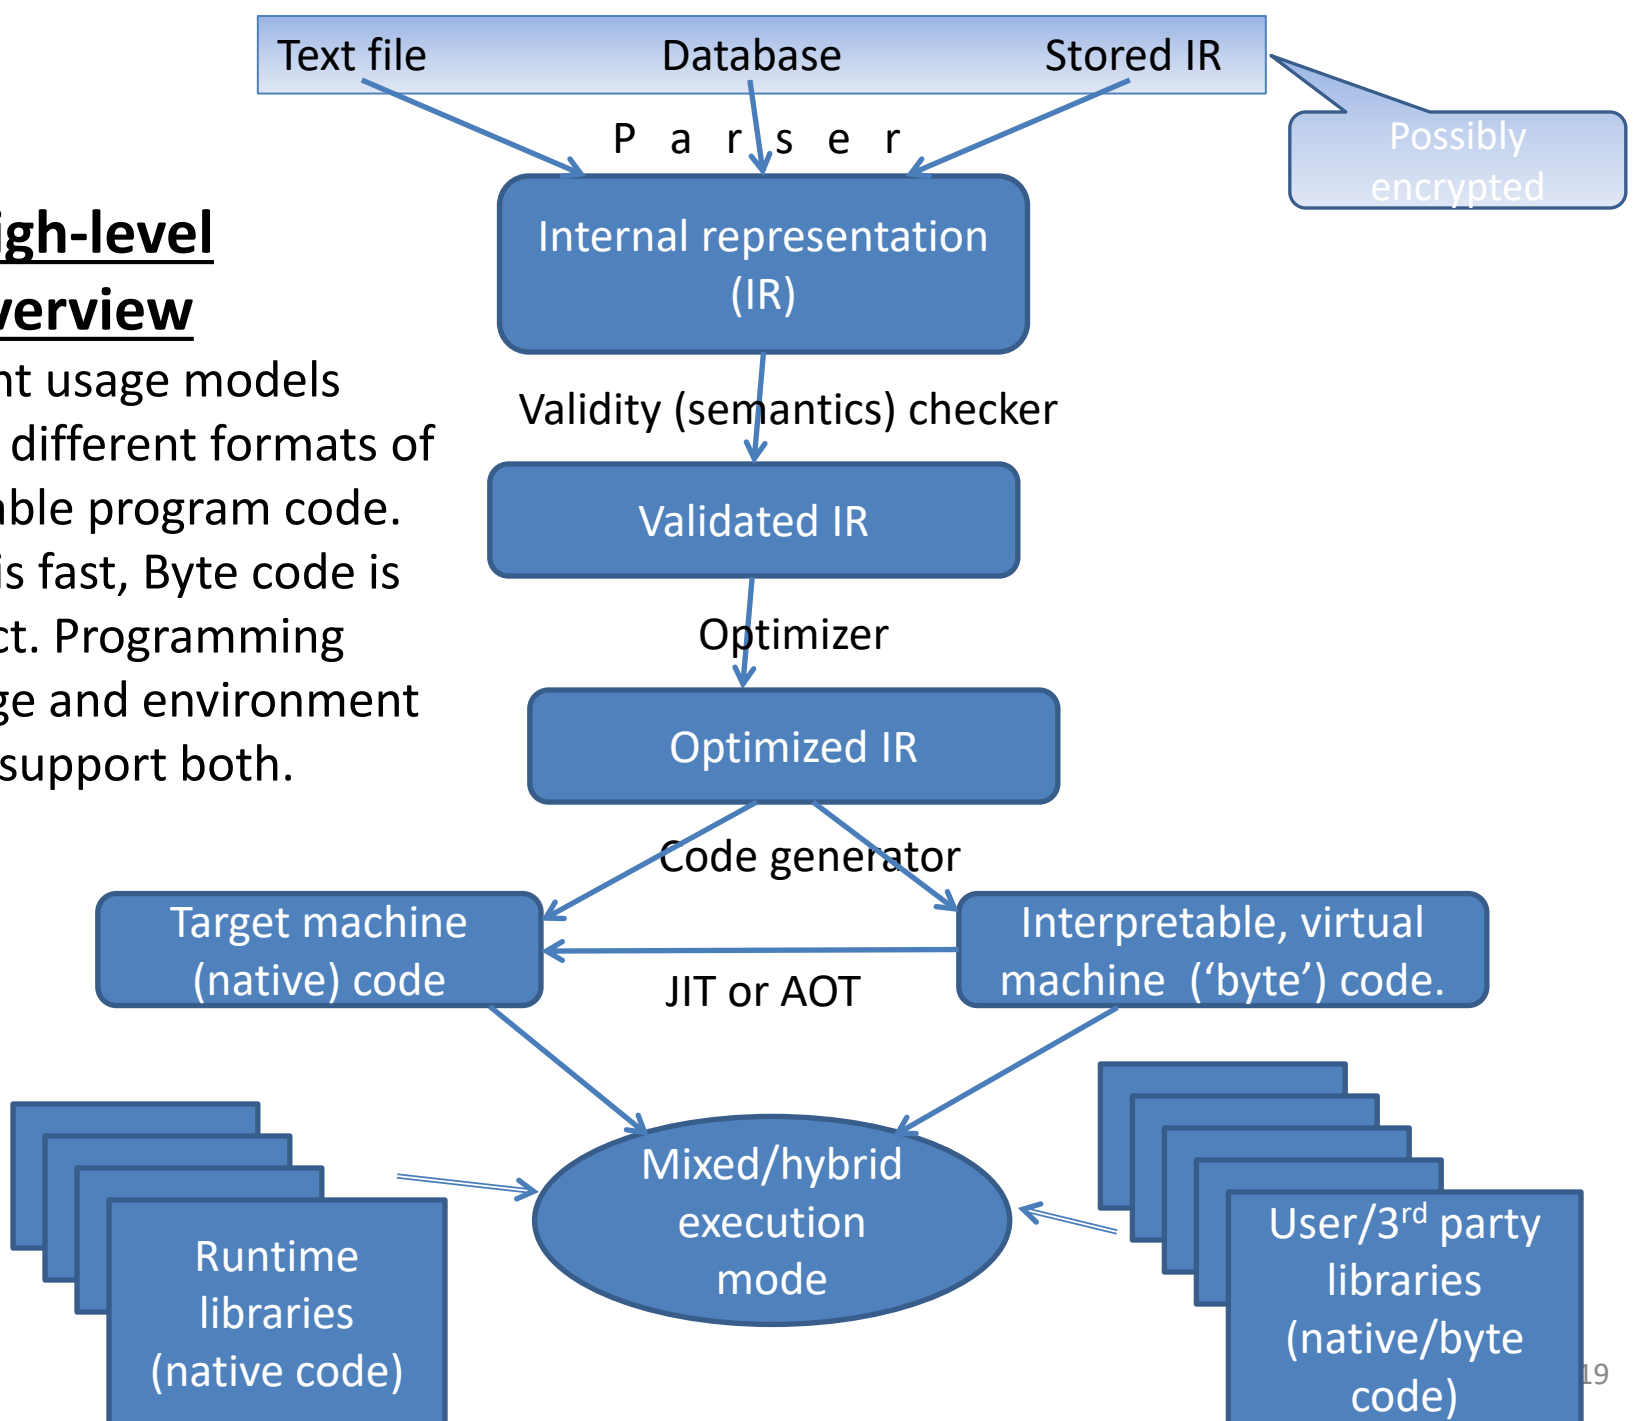 Text file Database Stored IR
Possibly
encrypted
P a r s e r
Internal representation
(IR)
igh-level
verview
nt usage models
different formats of
able program code.
is fast, Byte code is
ct. Programming
ge and environment
support both.
Validity (semantics) checker
Validated IR
Optimizer
Optimized IR
Code generator
Target machine
(native) code
Interpretable, virtual
machine (‘byte’) code.
JIT or AOT
Mixed/hybrid
execution
mode
Runtime
libraries
(native code)
User/3rd party
libraries
(native/byte
code)
19